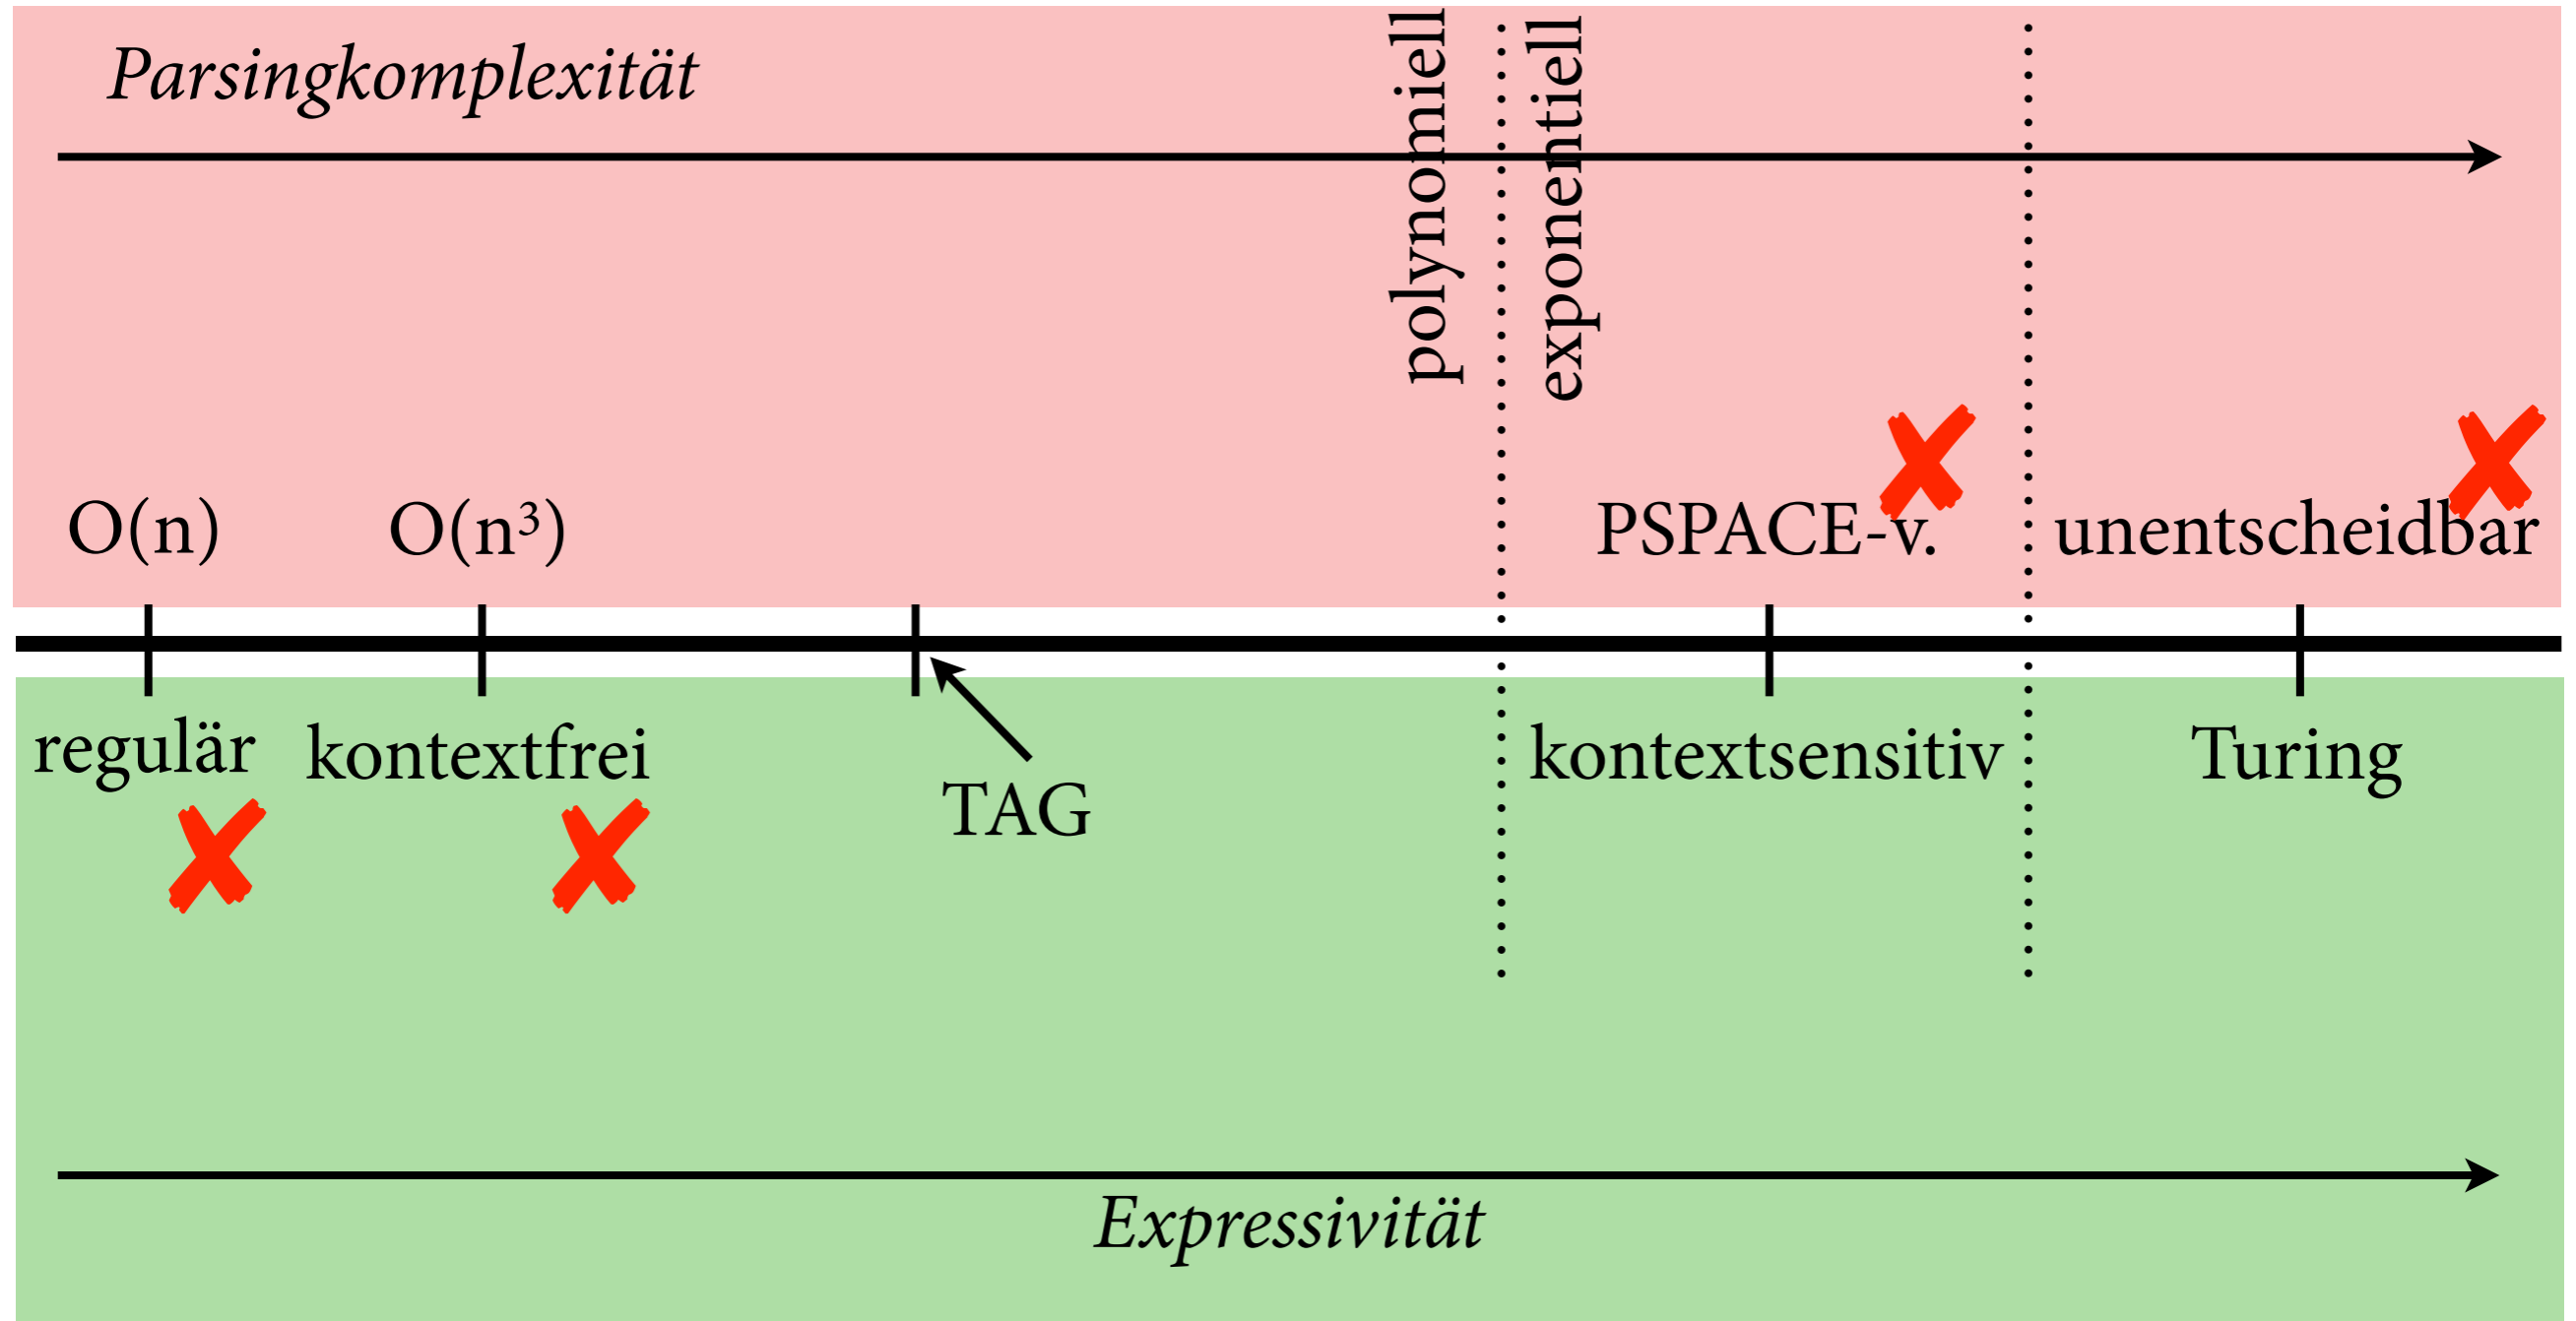 Parsingkomplexität
polynomiell
exponentiell
O(n)
O(n³)
PSPACE-v.
unentscheidbar
regulär
kontextfrei
TAG
kontextsensitiv
Turing
Expressivität